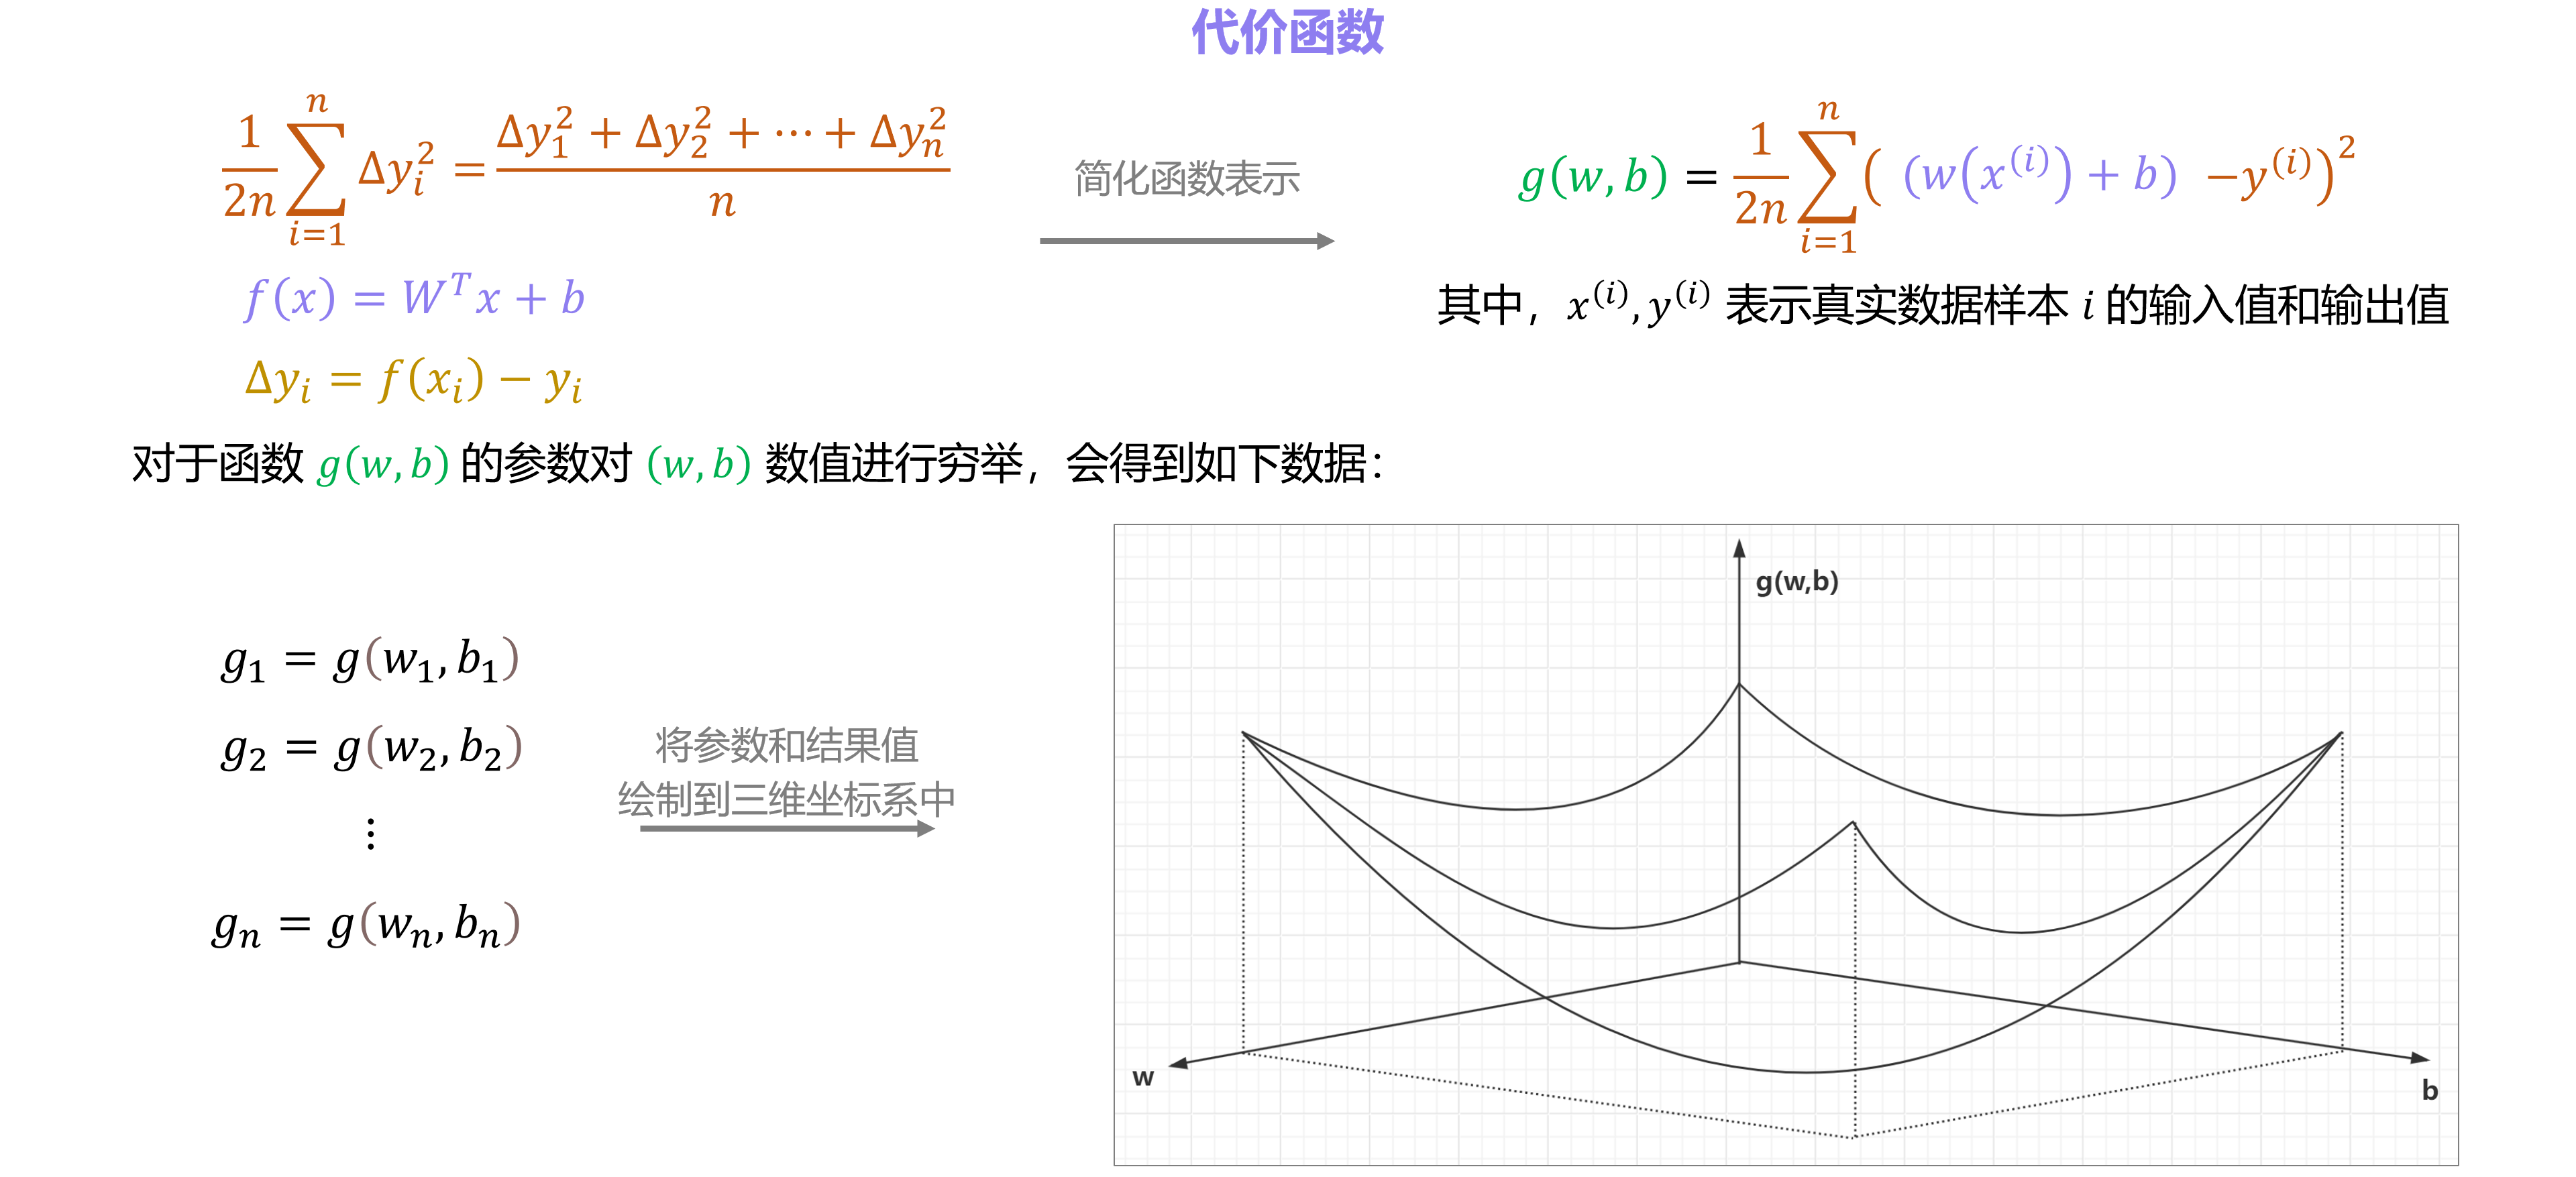 代价函数
$\frac{1}{2n}\sum_{i=1}^{n}\Delta y_i^2 = \frac{\Delta y_1^2 + \Delta y_2^2 + \cdots + \Delta y_n^2}{n}$
$f(x) = W^T x + b$
$\Delta y_i = f(x_i) - y_i$
简化函数表示
$g(w,b) = \frac{1}{2n}\sum_{i=1}^{n}\left((w(x^{(i)}) + b) - y^{(i)}\right)^2$
其中，$x^{(i)}, y^{(i)}$ 表示真实数据样本 $i$ 的输入值和输出值
对于函数 $g(w,b)$ 的参数对 $(w,b)$ 数值进行穷举，会得到如下数据：
$g_1 = g(w_1, b_1)$
$g_2 = g(w_2, b_2)$
⋮
$g_n = g(w_n, b_n)$
将参数和结果值
绘制到三维坐标系中
g(w,b)
w
b